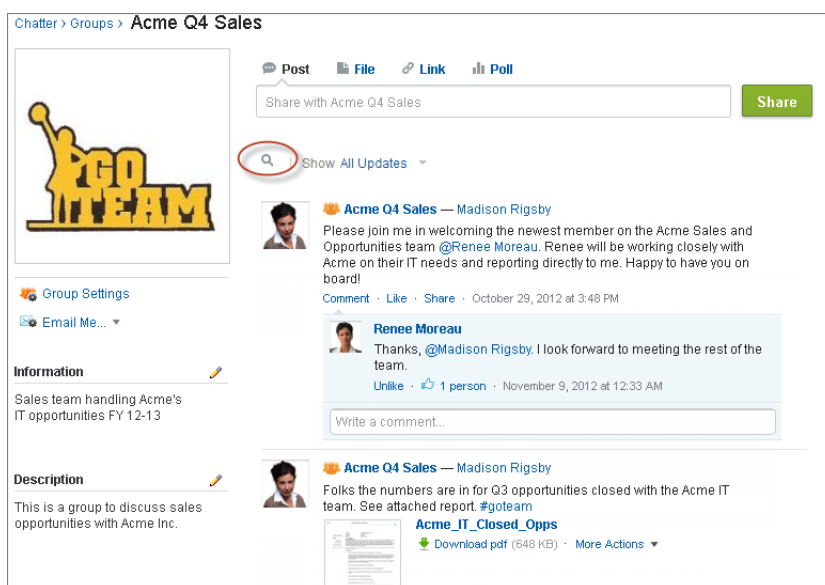 Chatter > Groups > Acme Q4 Sales
GO
TEAM
Group Settings
Email Me...
Information
Sales team handling Acme's
IT opportunities FY 12-13
Description
This is a group to discuss sales
opportunities with Acme Inc.
Post File Link Poll
Share with Acme Q4 Sales
Share
Show All Updates
Acme Q4 Sales — Madison Rigsby
Please join me in welcoming the newest member on the Acme Sales and
Opportunities team @Renee Moreau. Renee will be working closely with
Acme on their IT needs and reporting directly to me. Happy to have you on
board!
Comment · Like · Share · October 29, 2012 at 3:48 PM
Renee Moreau
Thanks, @Madison Rigsby. I look forward to meeting the rest of the
team.
Unlike · 1 person · November 9, 2012 at 12:33 AM
Write a comment...
Acme Q4 Sales — Madison Rigsby
Folks the numbers are in for Q3 opportunities closed with the Acme IT
team. See attached report. #goteam
Acme_IT_Closed_Opps
Download pdf (648 KB) · More Actions